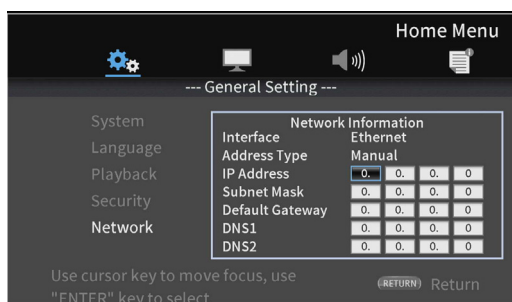 Home Menu
--- General Setting ---
System
Language
Playback
Security
Network
Network Information
Interface Ethernet
Address Type Manual
IP Address 0. 0. 0. 0
Subnet Mask 0. 0. 0. 0
Default Gateway 0. 0. 0. 0
DNS1 0. 0. 0. 0
DNS2 0. 0. 0. 0
Use cursor key to move focus, use
"ENTER" key to select
RETURN Return